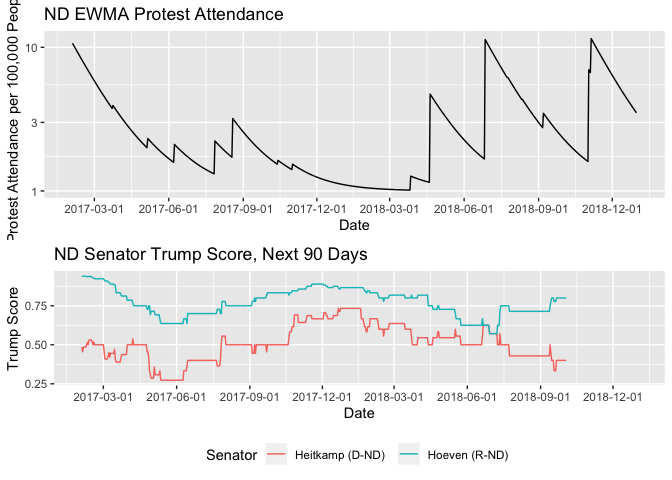 ND EWMA Protest Attendance
Protest Attendance per 100,000
10
3
1
2017-03-01 2017-06-01 2017-09-01 2017-12-01 2018-03-01 2018-06-01 2018-09-01 2018-12-01
Date
ND Senator Trump Score, Next 90 Days
Trump Score
0.75
0.50
0.25
2017-03-01 2017-06-01 2017-09-01 2017-12-01 2018-03-01 2018-06-01 2018-09-01 2018-12-01
Date
Senator Heitkamp (D-ND) Hoeven (R-ND)